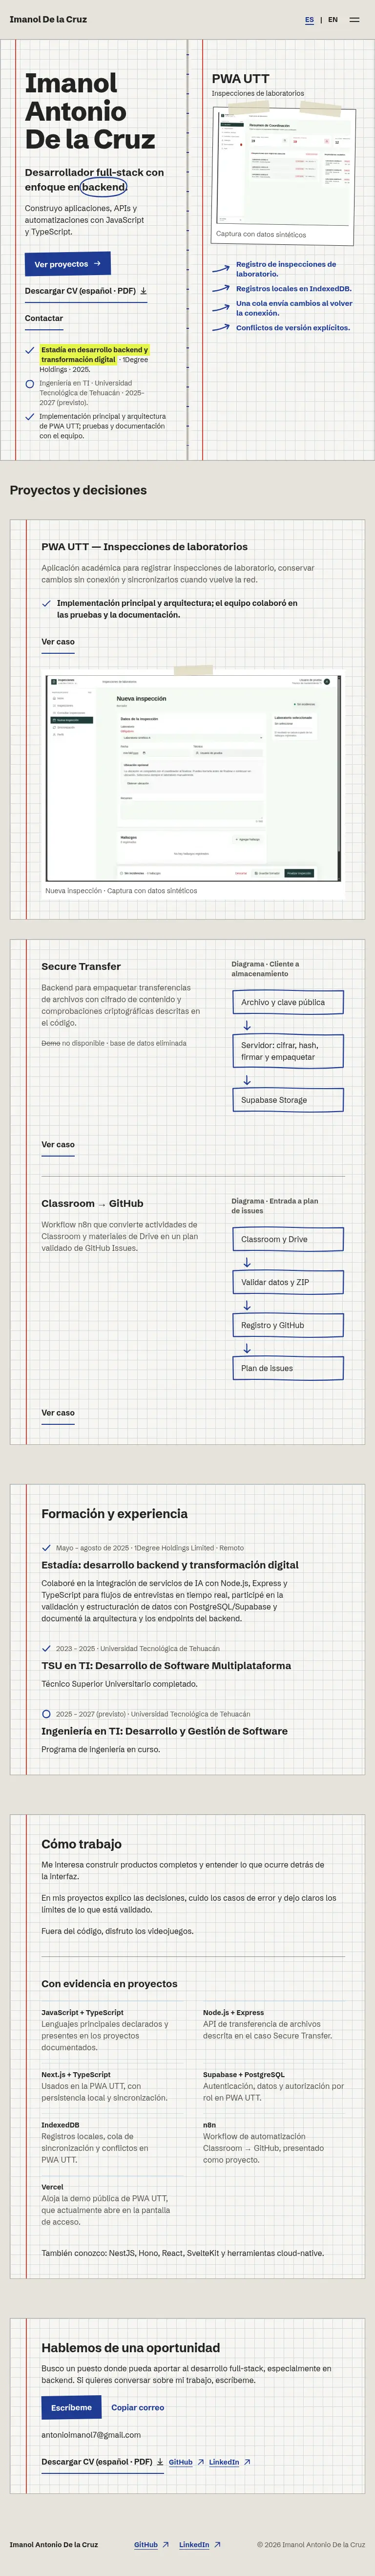 Imanol De la Cruz
ES | EN
Imanol
Antonio
De la Cruz
Desarrollador full-stack con
enfoque en backend.
Construyo aplicaciones, APIs y
automatizaciones con JavaScript
y TypeScript.
Ver proyectos →
Descargar CV (español · PDF)
Contactar
Estadía en desarrollo backend y
transformación digital · 1Degree
Holdings · 2025.
Ingeniería en TI · Universidad
Tecnológica de Tehuacán · 2025–
2027 (previsto).
Implementación principal y arquitectura
de PWA UTT; pruebas y documentación
con el equipo.
PWA UTT
Inspecciones de laboratorios
Resumen de Coordinación
Captura con datos sintéticos
Registro de inspecciones de
laboratorio.
Registros locales en IndexedDB.
Una cola envía cambios al volver
la conexión.
Conflictos de versión explícitos.
Proyectos y decisiones
PWA UTT — Inspecciones de laboratorios
Aplicación académica para registrar inspecciones de laboratorio, conservar
cambios sin conexión y sincronizarlos cuando vuelve la red.
Implementación principal y arquitectura; el equipo colaboró en
las pruebas y la documentación.
Ver caso
Nueva inspección
Datos de la inspección
Laboratorio seleccionado
Hallazgos
Nueva inspección · Captura con datos sintéticos
Secure Transfer
Backend para empaquetar transferencias
de archivos con cifrado de contenido y
comprobaciones criptográficas descritas en
el código.
Demo no disponible · base de datos eliminada
Ver caso
Diagrama · Cliente a
almacenamiento
Archivo y clave pública
Servidor: cifrar, hash,
firmar y empaquetar
Supabase Storage
Classroom → GitHub
Workflow n8n que convierte actividades de
Classroom y materiales de Drive en un plan
validado de GitHub Issues.
Ver caso
Diagrama · Entrada a plan
de issues
Classroom y Drive
Validar datos y ZIP
Registro y GitHub
Plan de issues
Formación y experiencia
Mayo – agosto de 2025 · 1Degree Holdings Limited · Remoto
Estadía: desarrollo backend y transformación digital
Colaboré en la integración de servicios de IA con Node.js, Express y
TypeScript para flujos de entrevistas en tiempo real, participé en la
validación y estructuración de datos con PostgreSQL/Supabase y
documenté la arquitectura y los endpoints del backend.
2023 – 2025 · Universidad Tecnológica de Tehuacán
TSU en TI: Desarrollo de Software Multiplataforma
Técnico Superior Universitario completado.
2025 – 2027 (previsto) · Universidad Tecnológica de Tehuacán
Ingeniería en TI: Desarrollo y Gestión de Software
Programa de ingeniería en curso.
Cómo trabajo
Me interesa construir productos completos y entender lo que ocurre detrás de
la interfaz.
En mis proyectos explico las decisiones, cuido los casos de error y dejo claros los
límites de lo que está validado.
Fuera del código, disfruto los videojuegos.
Con evidencia en proyectos
JavaScript + TypeScript
Lenguajes principales declarados y
presentes en los proyectos
documentados.
Node.js + Express
API de transferencia de archivos
descrita en el caso Secure Transfer.
Next.js + TypeScript
Usados en la PWA UTT, con
persistencia local y sincronización.
Supabase + PostgreSQL
Autenticación, datos y autorización por
rol en PWA UTT.
IndexedDB
Registros locales, cola de
sincronización y conflictos en
PWA UTT.
n8n
Workflow de automatización
Classroom → GitHub, presentado
como proyecto.
Vercel
Aloja la demo pública de PWA UTT,
que actualmente abre en la pantalla
de acceso.
También conozco: NestJS, Hono, React, SvelteKit y herramientas cloud-native.
Hablemos de una oportunidad
Busco un puesto donde pueda aportar al desarrollo full-stack, especialmente en
backend. Si quieres conversar sobre mi trabajo, escríbeme.
Escríbeme
Copiar correo
antonioimanol7@gmail.com
Descargar CV (español · PDF) GitHub LinkedIn
Imanol Antonio De la Cruz
GitHub LinkedIn
© 2026 Imanol Antonio De la Cruz